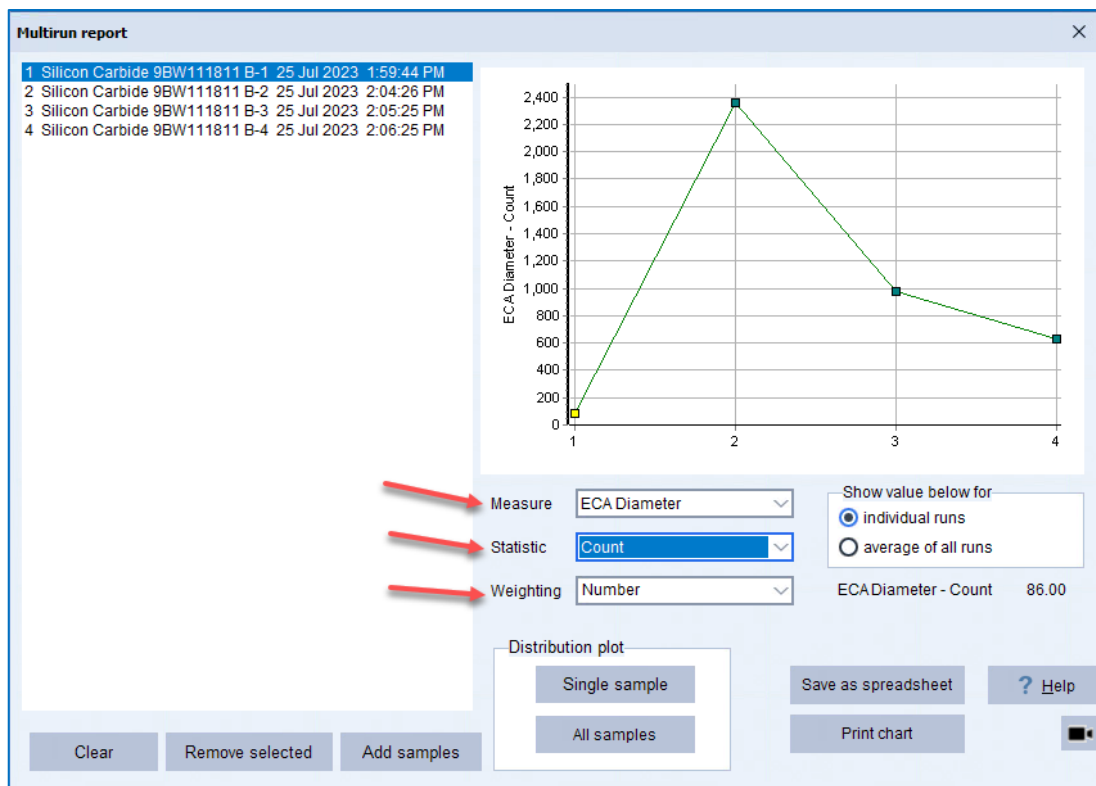 Multirun report
1 Silicon Carbide 9BW111811 B-1 25 Jul 2023 1:59:44 PM
2 Silicon Carbide 9BW111811 B-2 25 Jul 2023 2:04:26 PM
3 Silicon Carbide 9BW111811 B-3 25 Jul 2023 2:05:25 PM
4 Silicon Carbide 9BW111811 B-4 25 Jul 2023 2:06:25 PM
ECA Diameter - Count
2,400
2,200
2,000
1,800
1,600
1,400
1,200
1,000
800
600
400
200
0
1 2 3 4
Measure ECA Diameter
Statistic Count
Weighting Number
Show value below for
individual runs
average of all runs
ECA Diameter - Count 86.00
Distribution plot
Single sample
All samples
Save as spreadsheet
? Help
Print chart
Clear
Remove selected
Add samples